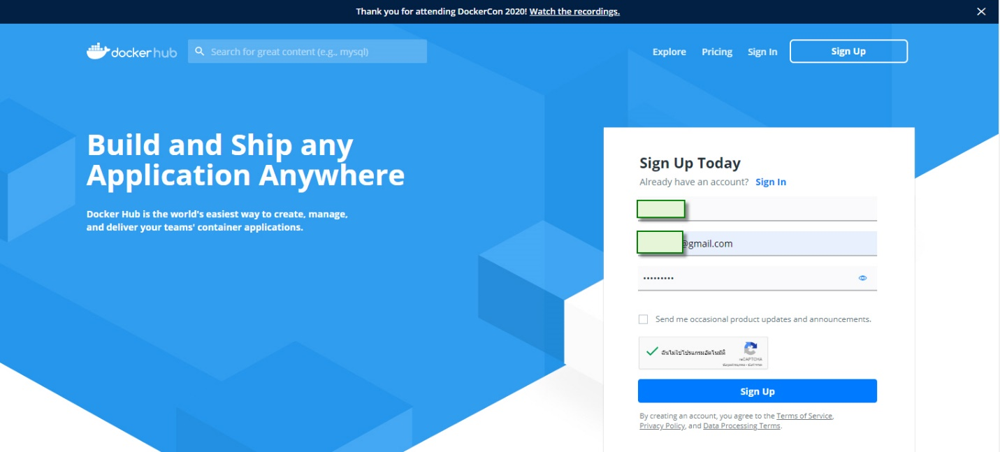 Thank you for attending DockerCon 2020! Watch the recordings.
docker hub
Search for great content (e.g., mysql)
Explore
Pricing
Sign In
Sign Up
Build and Ship any
Application Anywhere
Docker Hub is the world's easiest way to create, manage,
and deliver your teams' container applications.
Sign Up Today
Already have an account? Sign In
@gmail.com
•••••••••
Send me occasional product updates and announcements.
ฉันไม่ใช่โปรแกรมอัตโนมัติ
reCAPTCHA
Sign Up
By creating an account, you agree to the Terms of Service,
Privacy Policy, and Data Processing Terms.